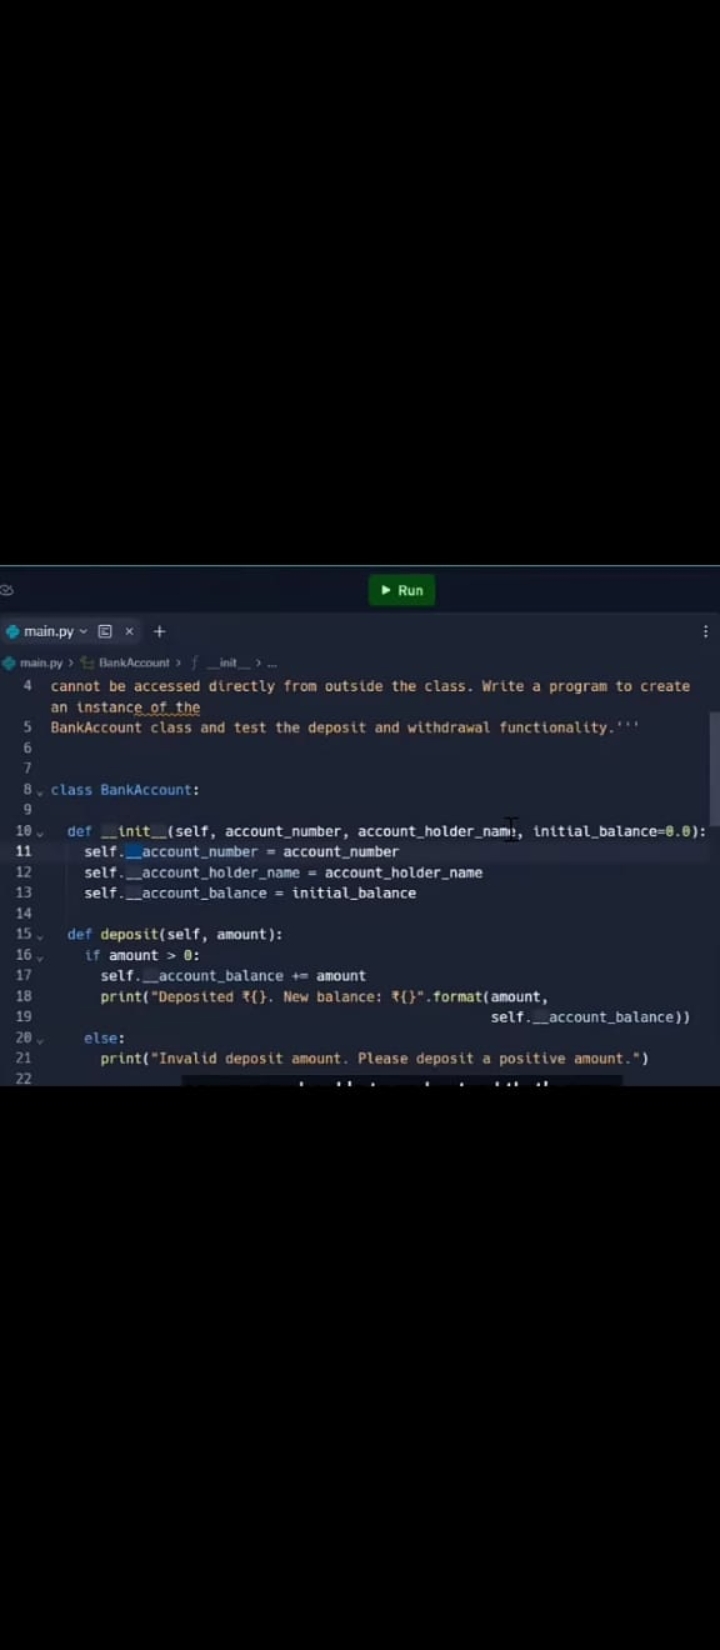 Run
main.py
main.py > BankAccount > f __init__ > ...
4 cannot be accessed directly from outside the class. Write a program to create
an instance of the
5 BankAccount class and test the deposit and withdrawal functionality.'''
6
7
8 class BankAccount:
9
10 def __init__(self, account_number, account_holder_name, initial_balance=0.0):
11 self.__account_number = account_number
12 self.__account_holder_name = account_holder_name
13 self.__account_balance = initial_balance
14
15 def deposit(self, amount):
16 if amount > 0:
17 self.__account_balance += amount
18 print("Deposited ₹{}. New balance: ₹{}".format(amount,
19 self.__account_balance))
20 else:
21 print("Invalid deposit amount. Please deposit a positive amount.")
22